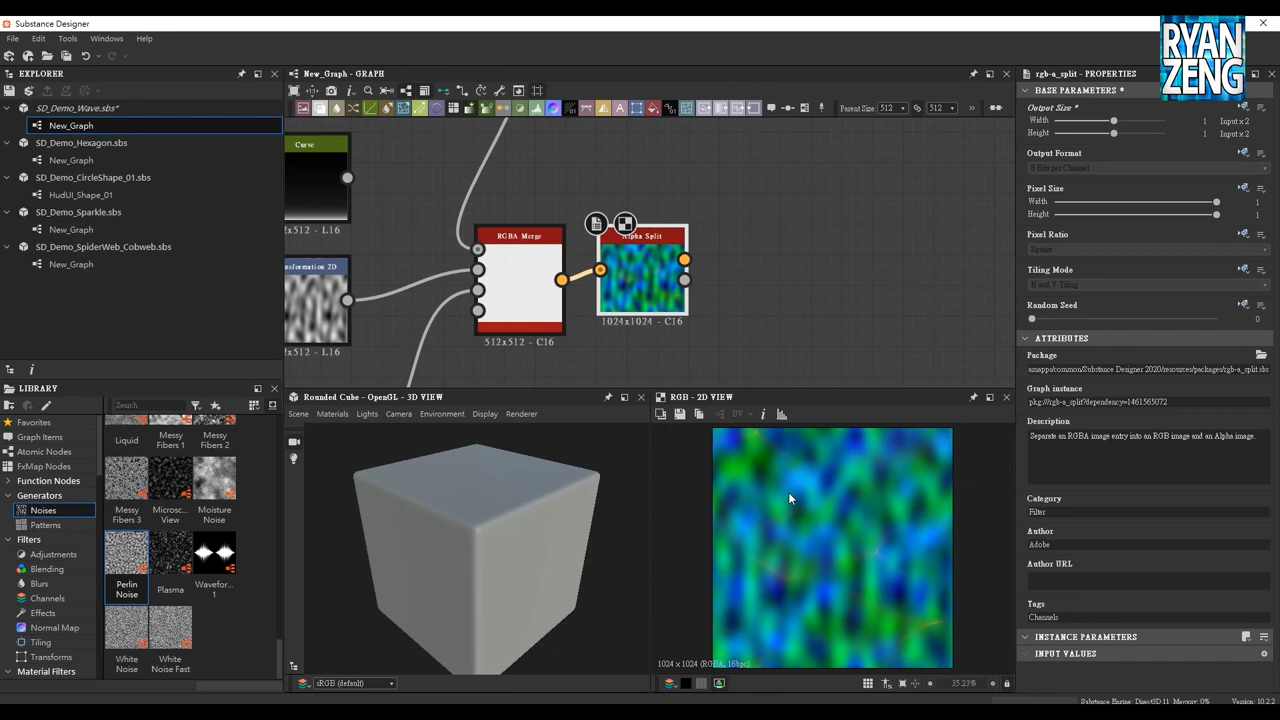 Substance Designer
File Edit Tools Windows Help
RYAN
ZENG
EXPLORER
SD_Demo_Wave.sbs*
New_Graph
SD_Demo_Hexagon.sbs
New_Graph
SD_Demo_CircleShape_01.sbs
HudUI_Shape_01
SD_Demo_Sparkle.sbs
New_Graph
SD_Demo_SpiderWeb_Cobweb.sbs
New_Graph
LIBRARY
Search
Favorites
Graph Items
Atomic Nodes
FxMap Nodes
Function Nodes
Generators
Noises
Patterns
Filters
Adjustments
Blending
Blurs
Channels
Effects
Normal Map
Tiling
Transforms
Material Filters
Liquid
Messy Fibers 1
Messy Fibers 2
Messy Fibers 3
Microsc... View
Moisture Noise
Perlin Noise
Plasma
Wavefor... 1
White Noise
White Noise Fast
New_Graph - GRAPH
Parent Size: 512 512
Curve
2x512 - L16
nsformation 2D
2x512 - L16
RGBA Merge
512x512 - C16
Alpha Split
1024x1024 - C16
Rounded Cube - OpenGL - 3D VIEW
Scene Materials Lights Camera Environment Display Renderer
sRGB (default)
RGB - 2D VIEW
UV
1024 x 1024 (RGBA, 16bpc)
35.23%
rgb-a_split - PROPERTIES
BASE PARAMETERS *
Output Size *
Width 1 Input x 2
Height 1 Input x 2
Output Format
8 Bits per Channel
Pixel Size
Width 1
Height 1
Pixel Ratio
Square
Tiling Mode
H and V Tiling
Random Seed
0
ATTRIBUTES
Package
amapps/common/Substance Designer 2020/resources/packages/rgb-a_split.sbs
Graph instance
pkg:///rgb-a_split?dependency=1461565072
Description
Separate an RGBA image entry into an RGB image and an Alpha image.
Category
Filter
Author
Adobe
Author URL
Tags
Channels
INSTANCE PARAMETERS
INPUT VALUES
Substance Engine: Direct3D 11 Memory: 0% Version: 10.2.2